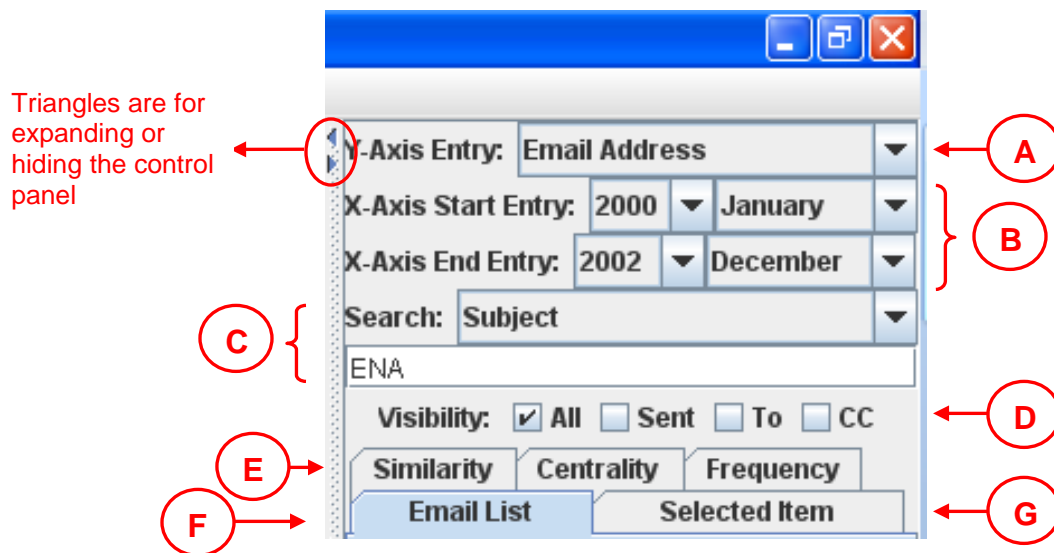 Triangles are for
expanding or
hiding the control
panel
Y-Axis Entry: Email Address
A
X-Axis Start Entry: 2000 January
B
X-Axis End Entry: 2002 December
C
Search: Subject
ENA
Visibility: All Sent To CC
D
E
Similarity Centrality Frequency
F
Email List Selected Item
G